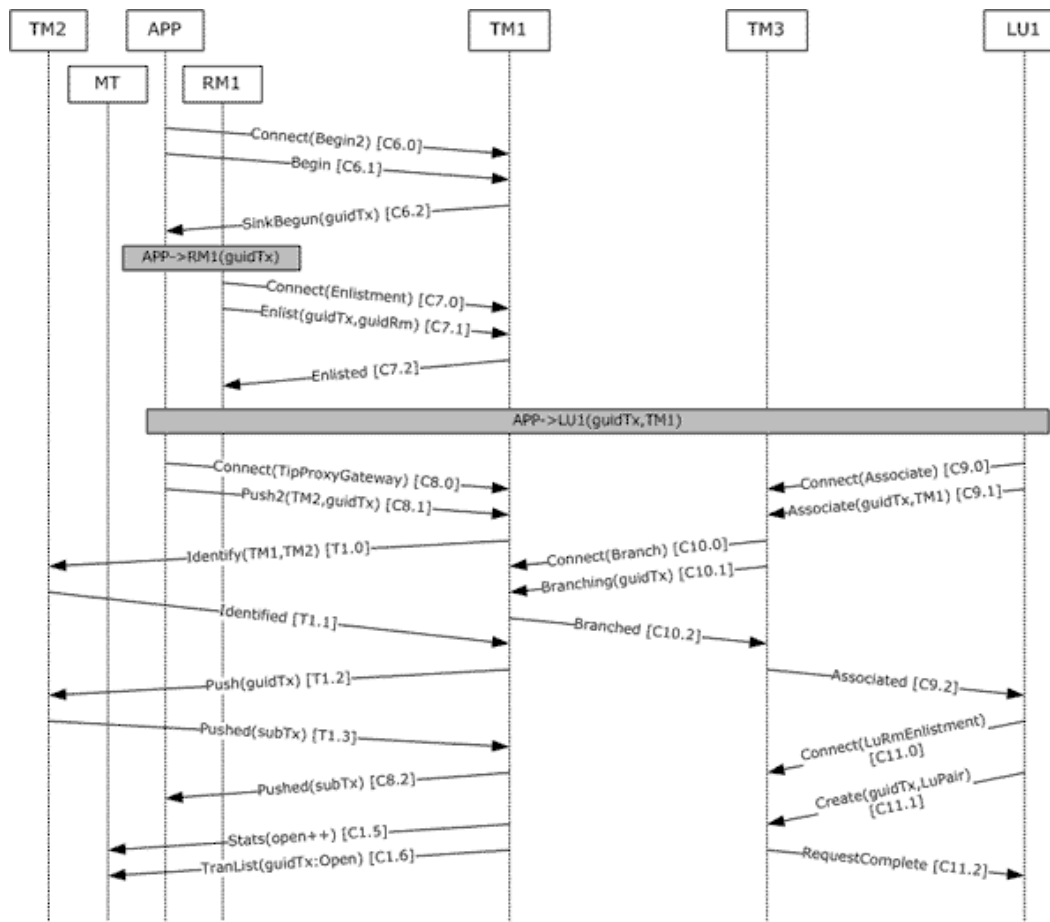 TM2
APP
TM1
TM3
LU1
MT
RM1
Connect(Begin2) [C6.0]
Begin [C6.1]
SinkBegun(guidTx) [C6.2]
APP->RM1(guidTx)
Connect(Enlistment) [C7.0]
Enlist(guidTx,guidRm) [C7.1]
Enlisted [C7.2]
APP->LU1(guidTx,TM1)
Connect(TipProxyGateway) [C8.0]
Connect(Associate) [C9.0]
Push2(TM2,guidTx) [C8.1]
Associate(guidTx,TM1) [C9.1]
Identify(TM1,TM2) [T1.0]
Connect(Branch) [C10.0]
Branching(guidTx) [C10.1]
Identified [T1.1]
Branched [C10.2]
Push(guidTx) [T1.2]
Associated [C9.2]
Pushed(subTx) [T1.3]
Connect(LuRmEnlistment)
[C11.0]
Pushed(subTx) [C8.2]
Create(guidTx,LuPair)
[C11.1]
Stats(open++) [C1.5]
TranList(guidTx:Open) [C1.6]
RequestComplete [C11.2]